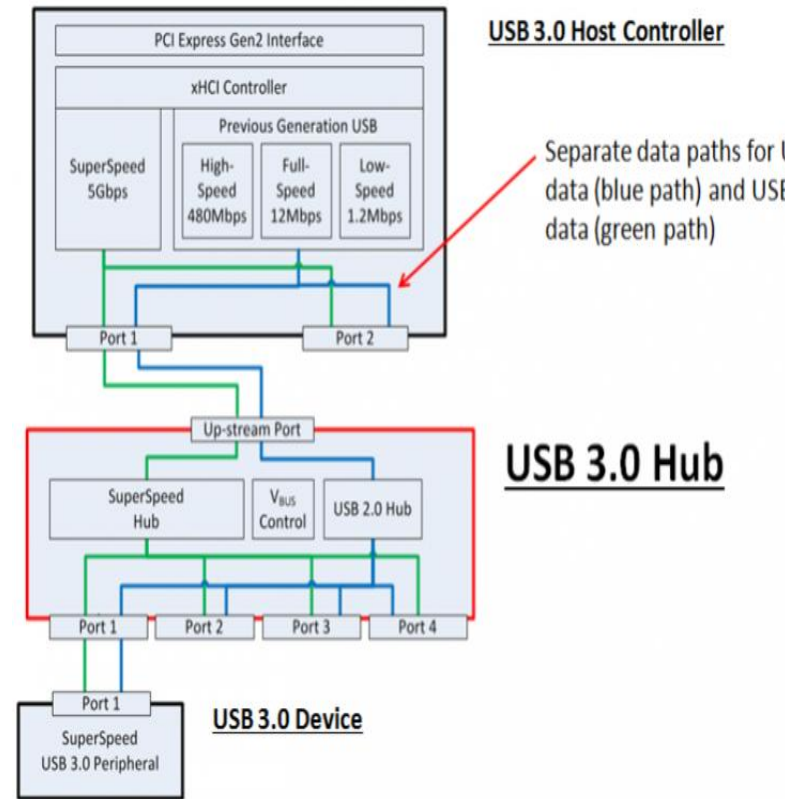 PCI Express Gen2 Interface
USB 3.0 Host Controller
xHCI Controller
Previous Generation USB
SuperSpeed
5Gbps
High-
Speed
480Mbps
Full-
Speed
12Mbps
Low-
Speed
1.2Mbps
Separate data paths for U
data (blue path) and USB
data (green path)
Port 1
Port 2
Up-stream Port
USB 3.0 Hub
SuperSpeed
Hub
VBUS
Control
USB 2.0 Hub
Port 1
Port 2
Port 3
Port 4
Port 1
USB 3.0 Device
SuperSpeed
USB 3.0 Peripheral